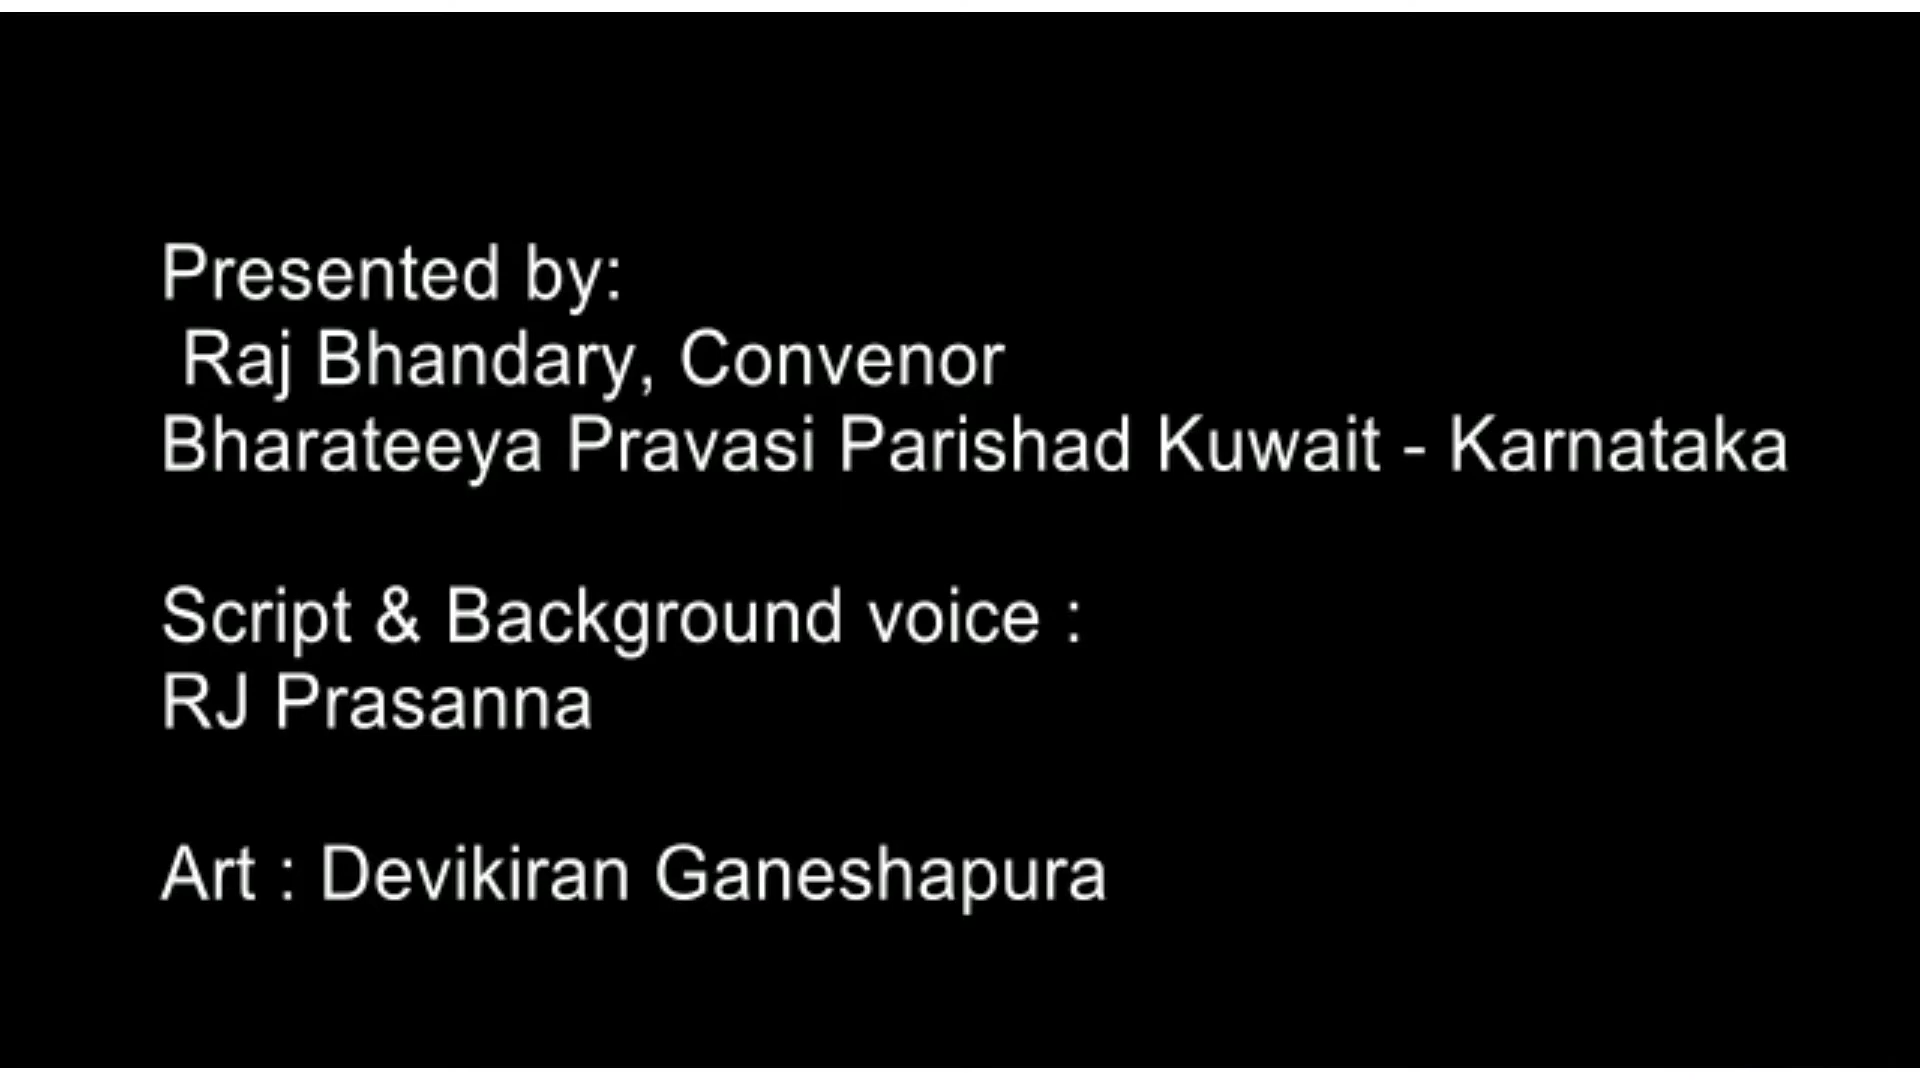 Presented by:
Raj Bhandary, Convenor
Bharateeya Pravasi Parishad Kuwait - Karnataka
Script & Background voice :
RJ Prasanna
Art : Devikiran Ganeshapura